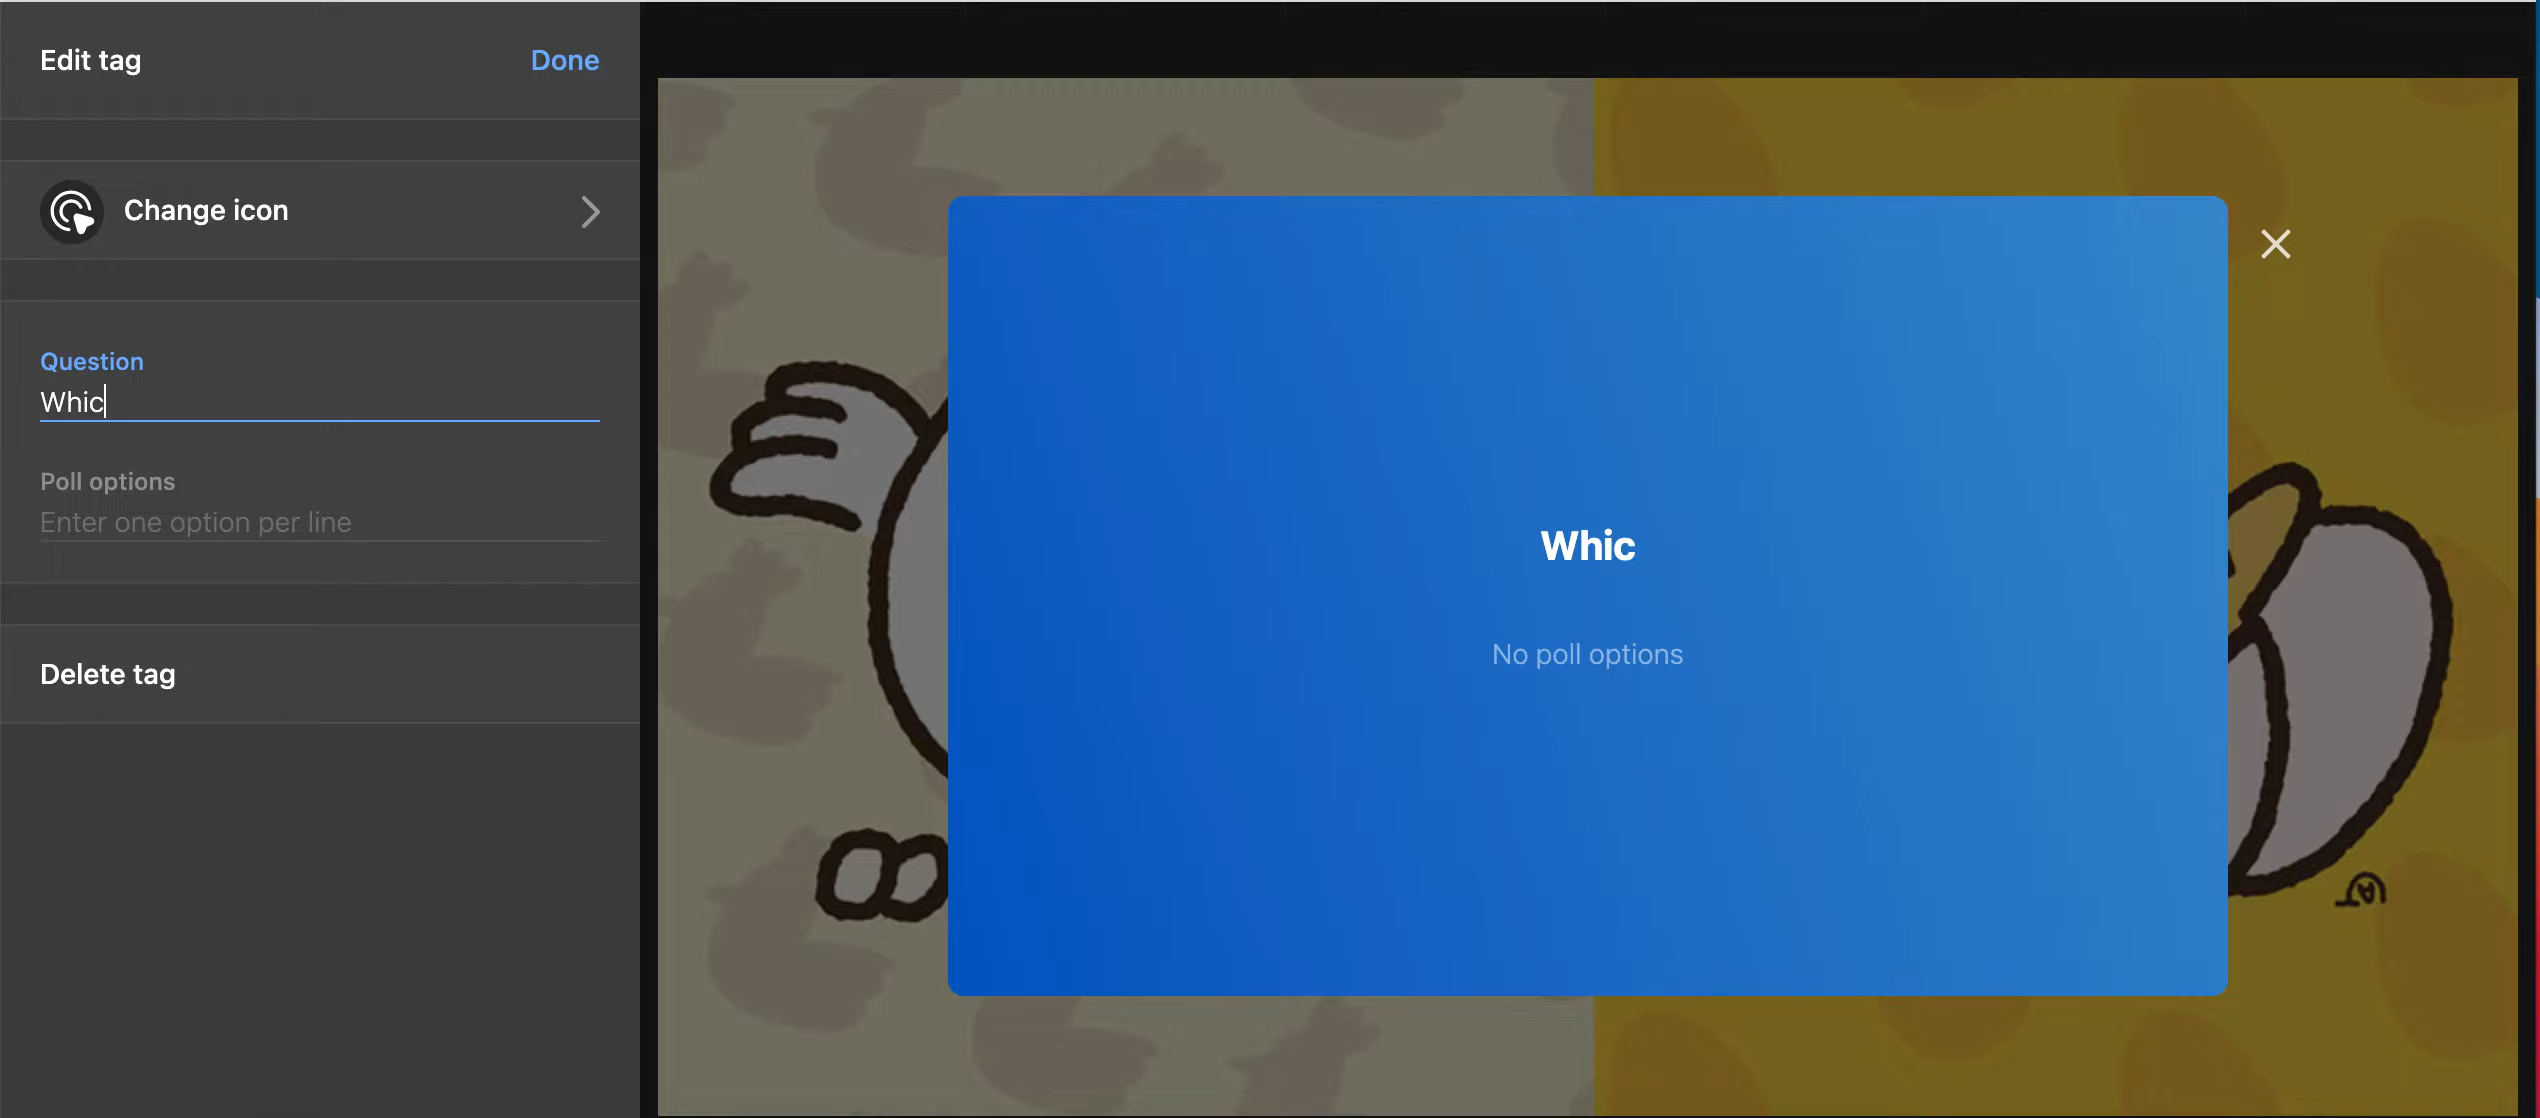 Edit tag
Done
Change icon
Question
Whic
Poll options
Enter one option per line
Delete tag
Whic
No poll options